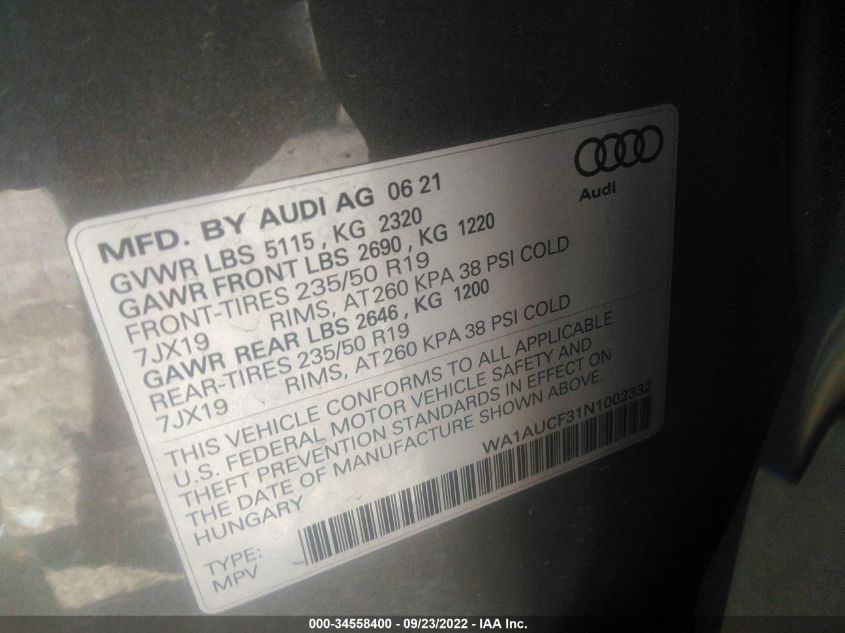 Audi
MFD. BY AUDI AG 06 21
GVWR LBS 5115 , KG 2320
GAWR FRONT LBS 2690 , KG 1220
FRONT-TIRES 235/50 R19
7JX19 RIMS, AT 260 KPA 38 PSI COLD
GAWR REAR LBS 2646 , KG 1200
REAR-TIRES 235/50 R19
7JX19 RIMS, AT 260 KPA 38 PSI COLD
THIS VEHICLE CONFORMS TO ALL APPLICABLE
U.S. FEDERAL MOTOR VEHICLE SAFETY AND
THEFT PREVENTION STANDARDS IN EFFECT ON
THE DATE OF MANUFACTURE SHOWN ABOVE.
HUNGARY WA1AUCF31N1002332
TYPE:
MPV
000-34558400 - 09/23/2022 - IAA Inc.